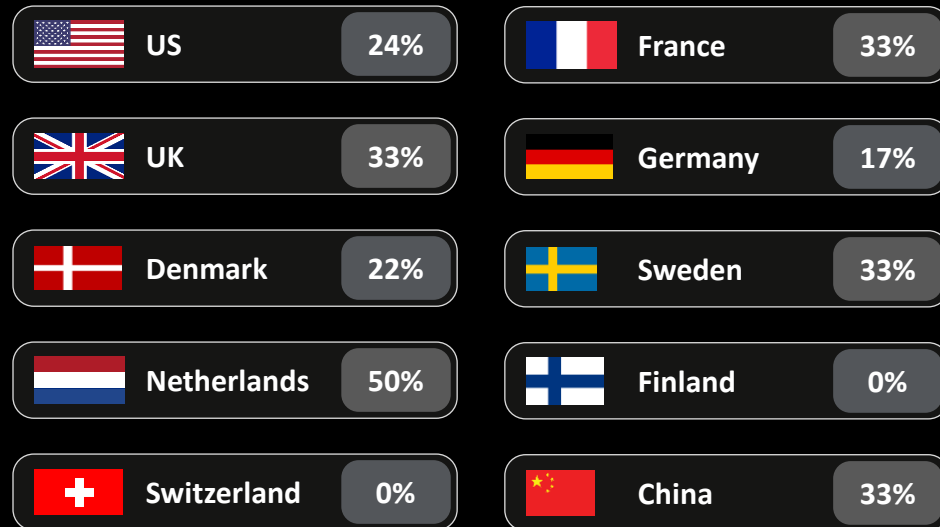 US 24%
France 33%
UK 33%
Germany 17%
Denmark 22%
Sweden 33%
Netherlands 50%
Finland 0%
Switzerland 0%
China 33%